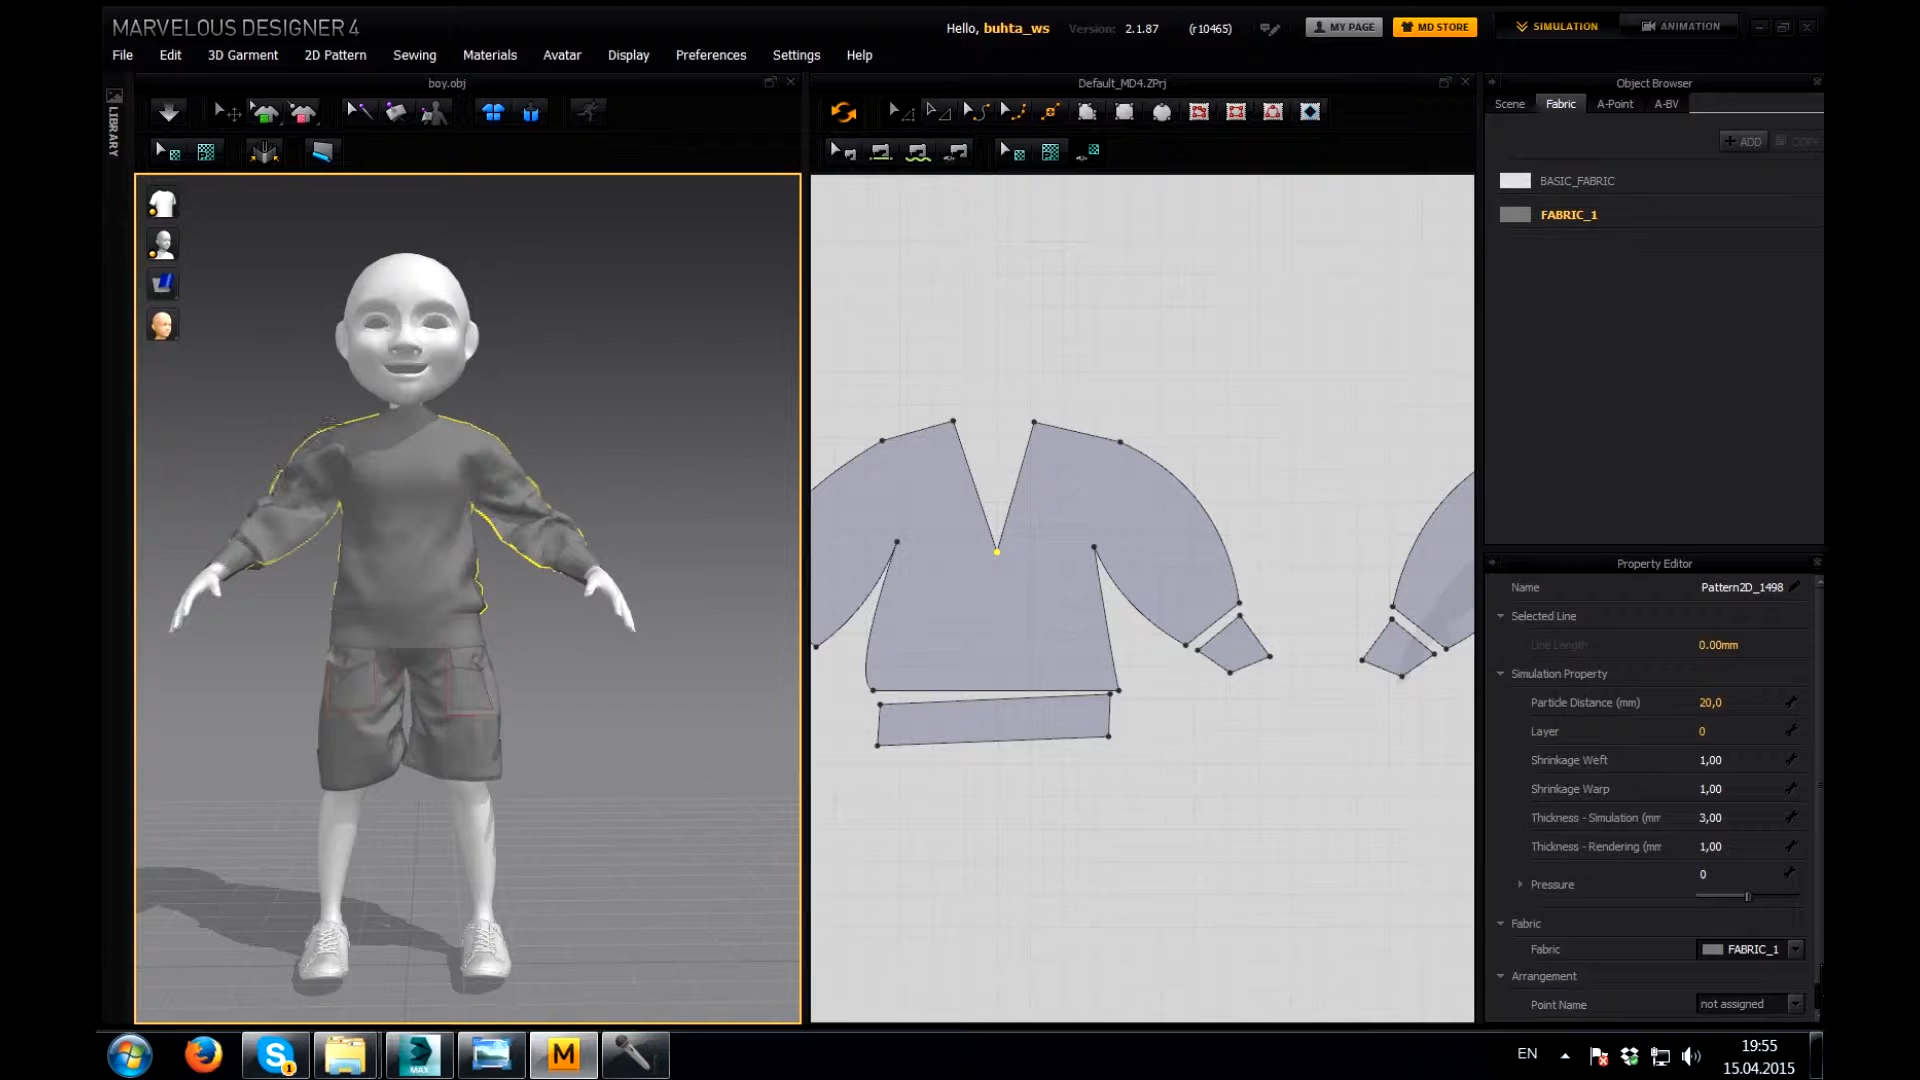 MARVELOUS DESIGNER 4
Hello, buhta_ws
Version: 2.1.87 (r10465)
MY PAGE
MD STORE
SIMULATION
ANIMATION
File Edit 3D Garment 2D Pattern Sewing Materials Avatar Display Preferences Settings Help
boy.obj
Default_MD4.ZPrj
Object Browser
LIBRARY
Scene Fabric A-Point A-BV
ADD
BASIC_FABRIC
FABRIC_1
Property Editor
Name Pattern2D_1498
Selected Line
Line Length 0.00mm
Simulation Property
Particle Distance (mm) 20,0
Layer 0
Shrinkage Weft 1,00
Shrinkage Warp 1,00
Thickness - Simulation (mm 3,00
Thickness - Rendering (mm 1,00
Pressure 0
Fabric
Fabric FABRIC_1
Arrangement
Point Name not assigned
S 1
MAX
M
EN
19:55
15.04.2015